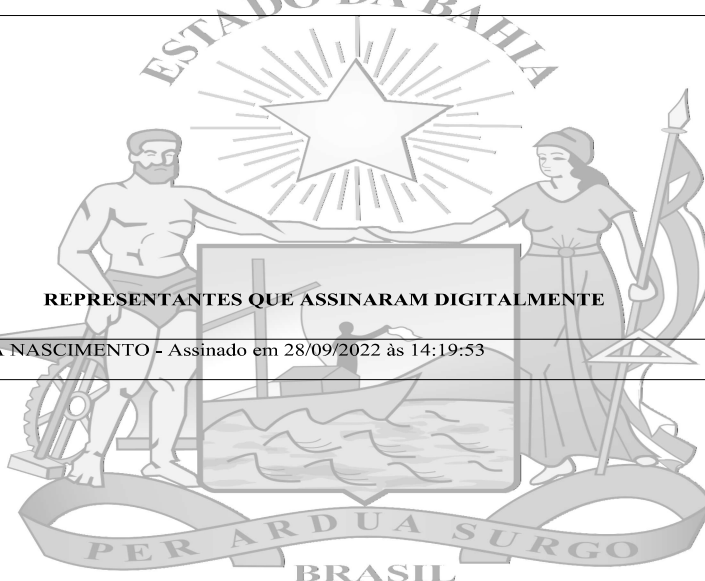 ESTADO DA BAHIA
REPRESENTANTES QUE ASSINARAM DIGITALMENTE
A NASCIMENTO - Assinado em 28/09/2022 às 14:19:53
PER ARDUA SURGO
BRASIL